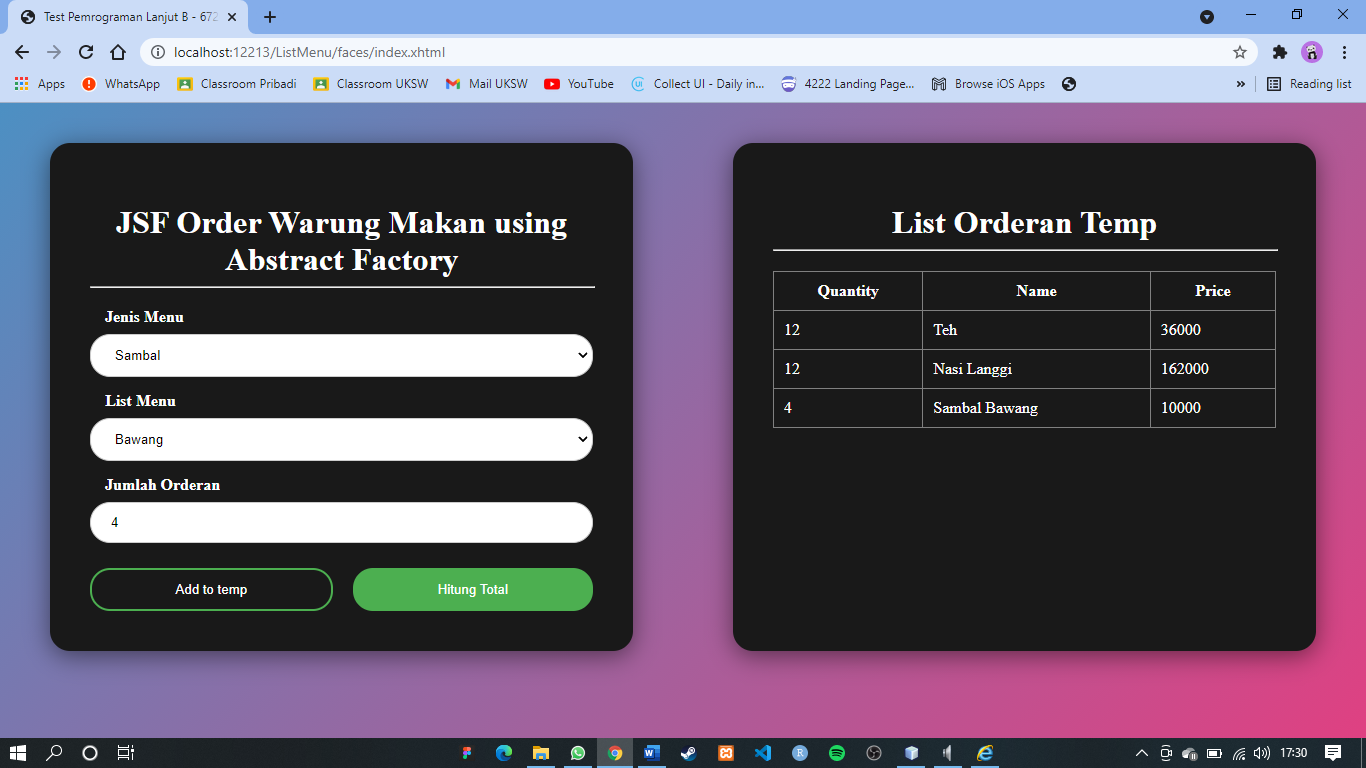 Test Pemrograman Lanjut B - 672
localhost:12213/ListMenu/faces/index.xhtml
Apps WhatsApp Classroom Pribadi Classroom UKSW Mail UKSW YouTube Collect UI - Daily in... 4222 Landing Page... Browse iOS Apps » Reading list
JSF Order Warung Makan using
Abstract Factory
Jenis Menu
Sambal
List Menu
Bawang
Jumlah Orderan
4
Add to temp Hitung Total
List Orderan Temp
Quantity Name Price
12 Teh 36000
12 Nasi Langgi 162000
4 Sambal Bawang 10000
17:30